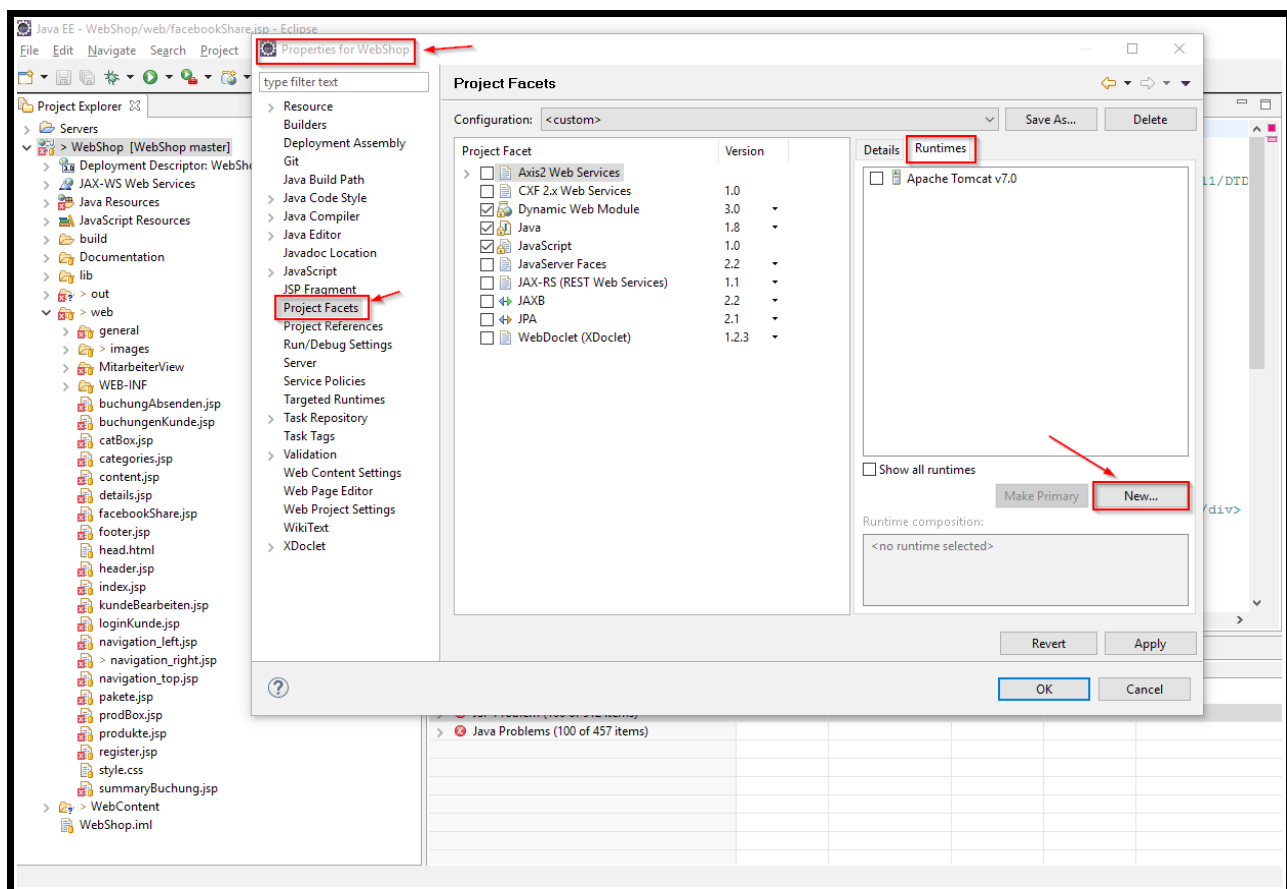 Java EE - WebShop/web/facebookShare.jsp - Eclipse
File Edit Navigate Search Project
Project Explorer
> Servers
> WebShop [WebShop master]
> Deployment Descriptor: WebSh
> JAX-WS Web Services
> Java Resources
> JavaScript Resources
> build
> Documentation
> lib
> > out
> web
> general
> > images
> MitarbeiterView
> WEB-INF
buchungAbsenden.jsp
buchungenKunde.jsp
catBox.jsp
categories.jsp
content.jsp
details.jsp
facebookShare.jsp
footer.jsp
head.html
header.jsp
index.jsp
kundeBearbeiten.jsp
loginKunde.jsp
navigation_left.jsp
> navigation_right.jsp
navigation_top.jsp
pakete.jsp
prodBox.jsp
produkte.jsp
register.jsp
style.css
summaryBuchung.jsp
> > WebContent
WebShop.iml
Properties for WebShop
type filter text
> Resource
Builders
Deployment Assembly
Git
Java Build Path
> Java Code Style
> Java Compiler
> Java Editor
Javadoc Location
> JavaScript
JSP Fragment
Project Facets
Project References
Run/Debug Settings
Server
Service Policies
Targeted Runtimes
> Task Repository
Task Tags
> Validation
Web Content Settings
Web Page Editor
Web Project Settings
WikiText
> XDoclet
Project Facets
Configuration: <custom> Save As... Delete
Project Facet Version
> Axis2 Web Services
CXF 2.x Web Services 1.0
Dynamic Web Module 3.0
Java 1.8
JavaScript 1.0
JavaServer Faces 2.2
JAX-RS (REST Web Services) 1.1
JAXB 2.2
JPA 2.1
WebDoclet (XDoclet) 1.2.3
Details Runtimes
Apache Tomcat v7.0
Show all runtimes
Make Primary New...
Runtime composition:
<no runtime selected>
Revert Apply
OK Cancel
11/DTD
/div>
> Java Problems (100 of 457 items)